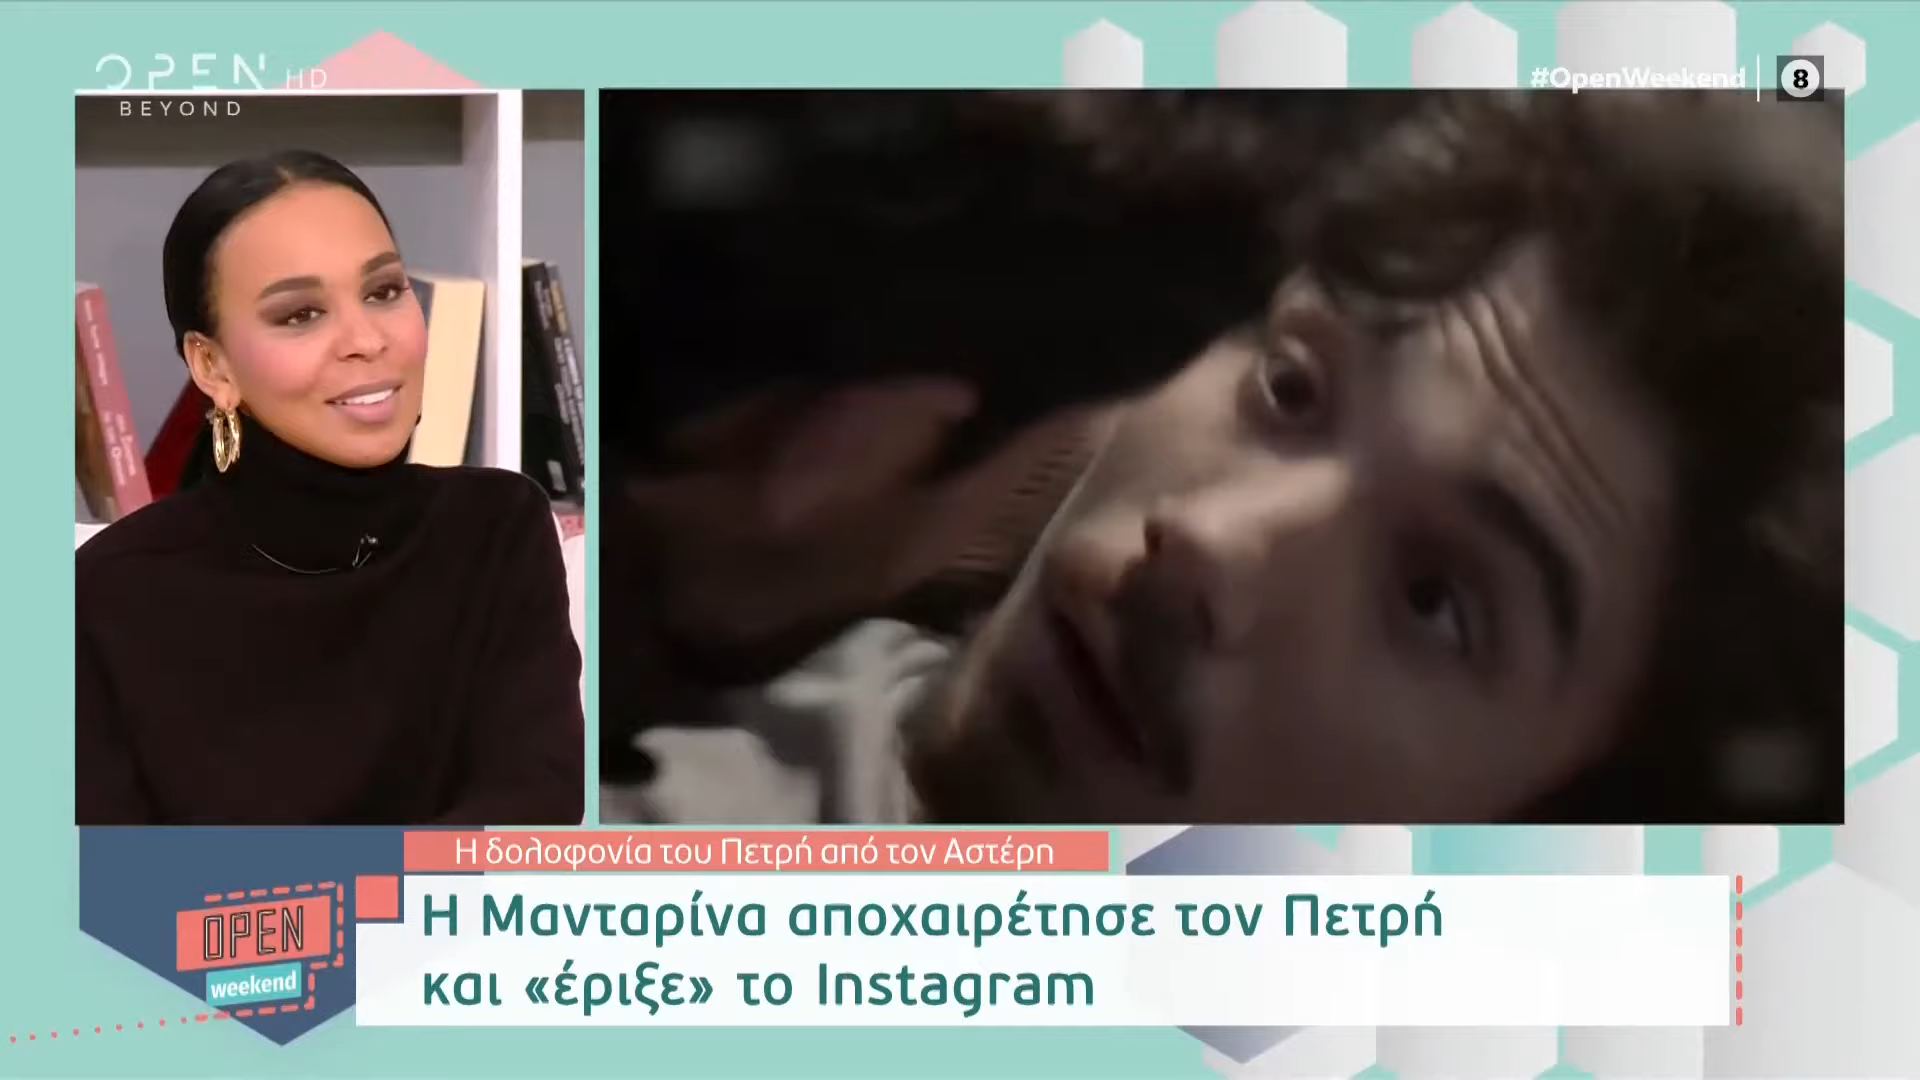 OPEN HD
BEYOND
#OpenWeekend 8
Η δολοφονία του Πετρή από τον Αστέρη
Η Μανταρίνα αποχαιρέτησε τον Πετρή
και «έριξε» το Instagram
OPEN
weekend